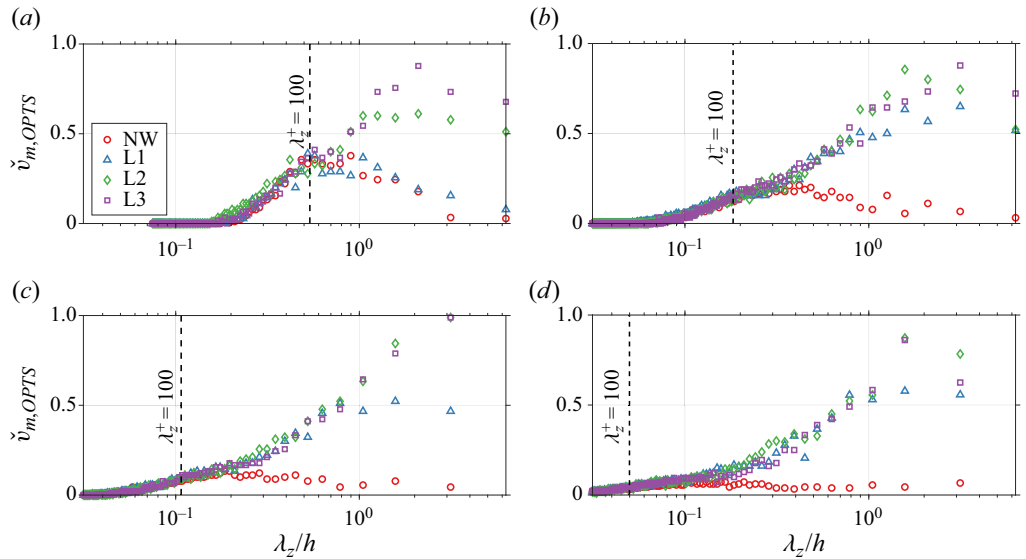 (a)
(b)
1.0
0.5
0
v̌m,OPTS
λz+ = 100
NW
L1
L2
L3
10−1
100
1.0
0.5
0
λz+ = 100
10−1
100
(c)
(d)
1.0
0.5
0
v̌m,OPTS
λz+ = 100
10−1
100
λz/h
1.0
0.5
0
λz+ = 100
10−1
100
λz/h